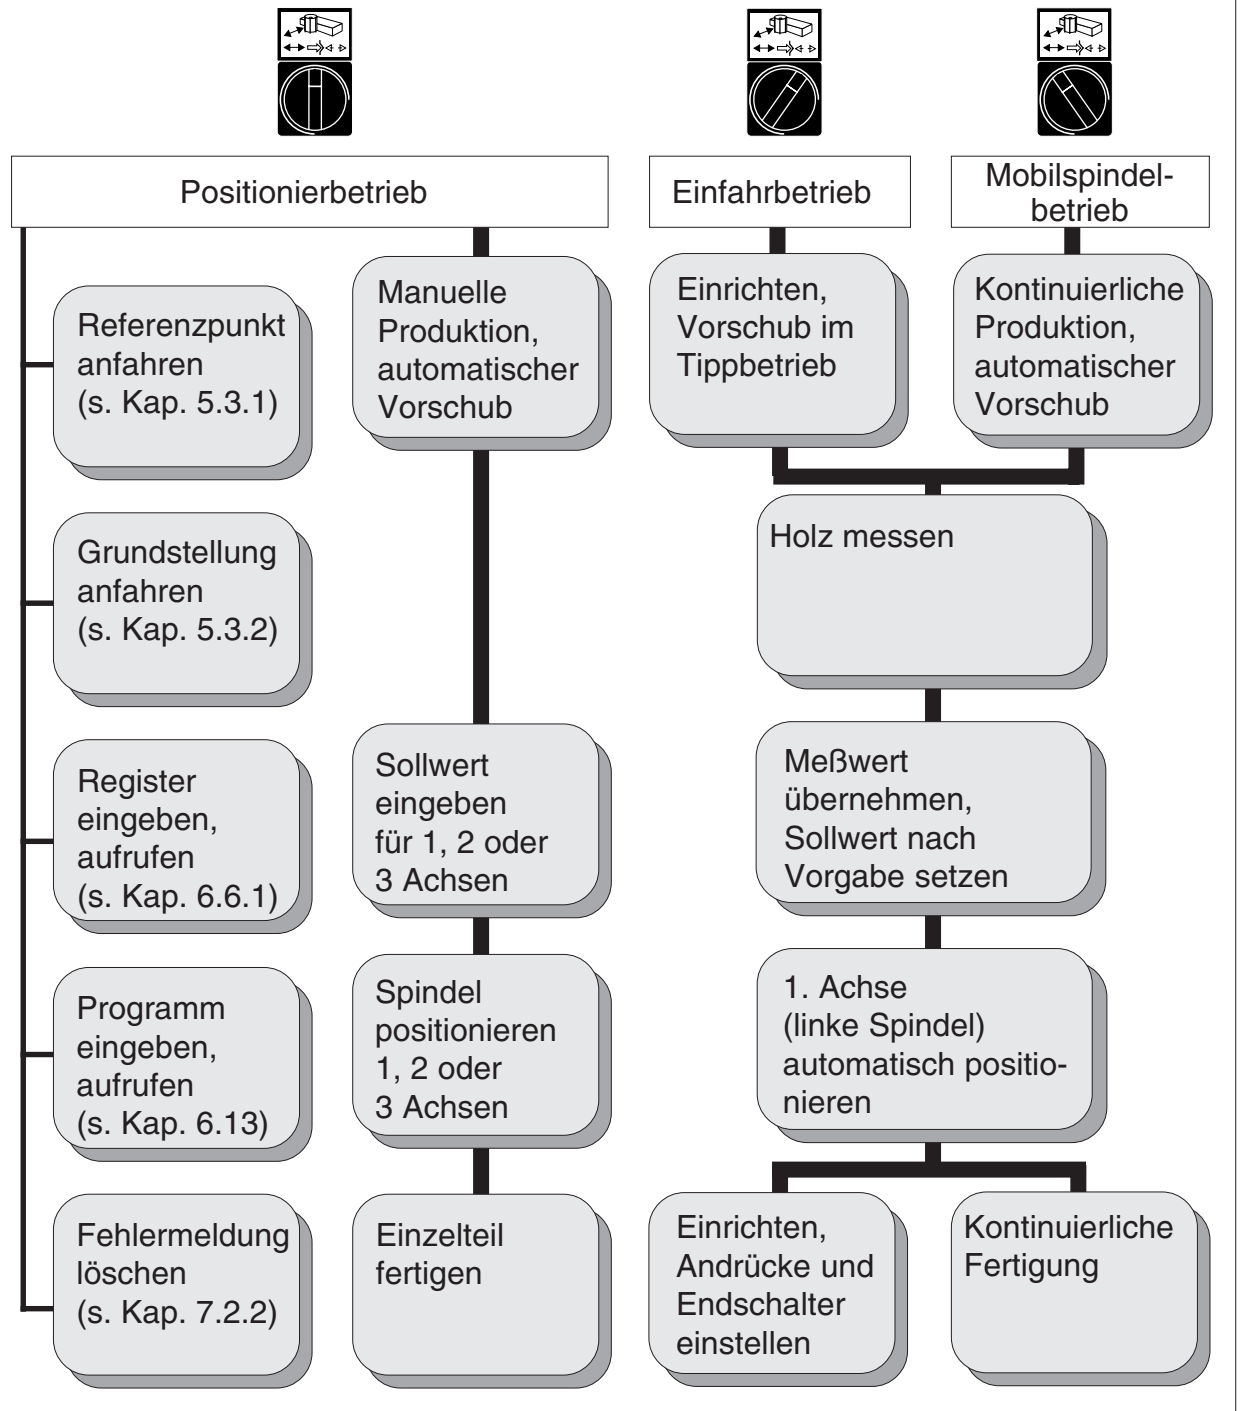 Positionierbetrieb
Einfahrbetrieb
Mobilspindel-
betrieb
Referenzpunkt
anfahren
(s. Kap. 5.3.1)
Grundstellung
anfahren
(s. Kap. 5.3.2)
Register
eingeben,
aufrufen
(s. Kap. 6.6.1)
Programm
eingeben,
aufrufen
(s. Kap. 6.13)
Fehlermeldung
löschen
(s. Kap. 7.2.2)
Manuelle
Produktion,
automatischer
Vorschub
Sollwert
eingeben
für 1, 2 oder
3 Achsen
Spindel
positionieren
1, 2 oder
3 Achsen
Einzelteil
fertigen
Einrichten,
Vorschub im
Tippbetrieb
Kontinuierliche
Produktion,
automatischer
Vorschub
Holz messen
Meßwert
übernehmen,
Sollwert nach
Vorgabe setzen
1. Achse
(linke Spindel)
automatisch positio-
nieren
Einrichten,
Andrücke und
Endschalter
einstellen
Kontinuierliche
Fertigung